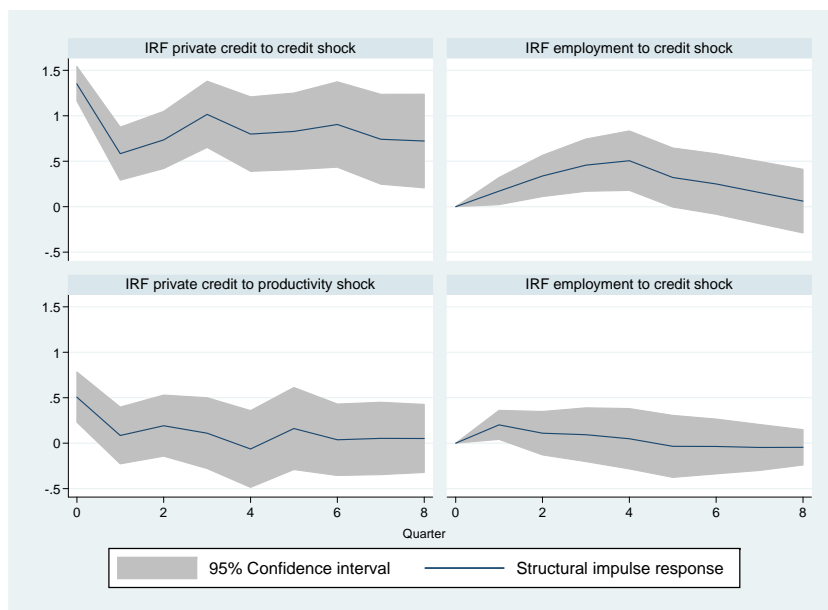 IRF private credit to credit shock
IRF employment to credit shock
1.5
1
.5
0
-.5
IRF private credit to productivity shock
IRF employment to credit shock
1.5
1
.5
0
-.5
0 2 4 6 8
0 2 4 6 8
Quarter
95% Confidence interval
Structural impulse response